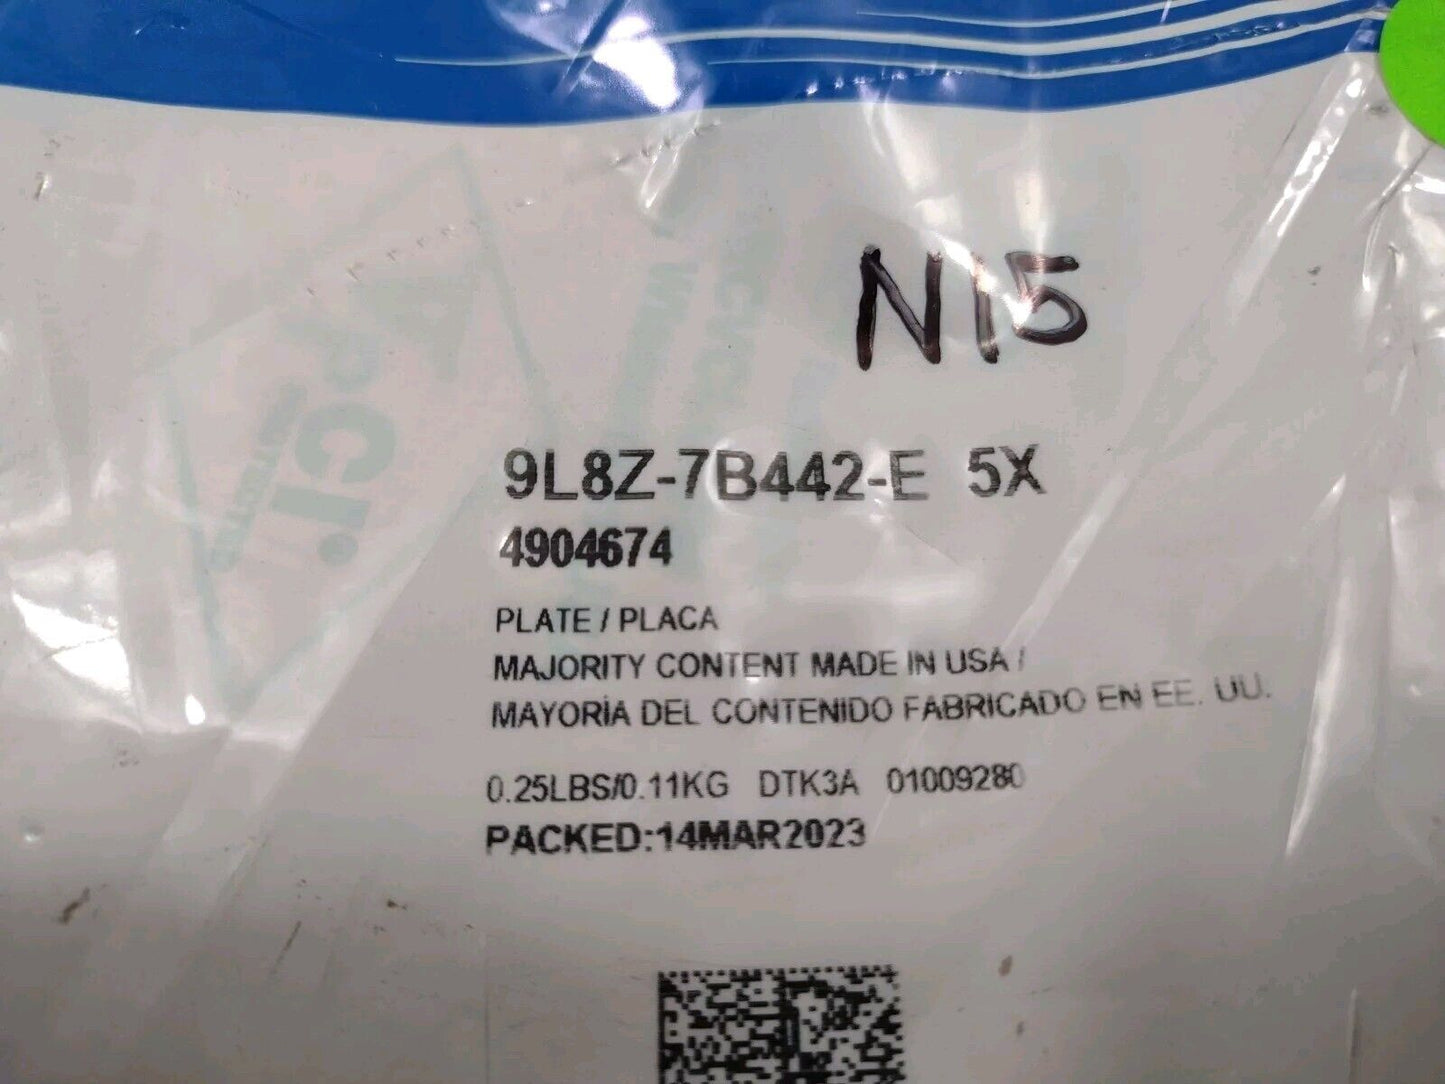 N15
9L8Z-7B442-E 5X
4904674
PLATE / PLACA
MAJORITY CONTENT MADE IN USA /
MAYORÍA DEL CONTENIDO FABRICADO EN EE. UU.
0.25LBS/0.11KG DTK3A 01009280
PACKED:14MAR2023